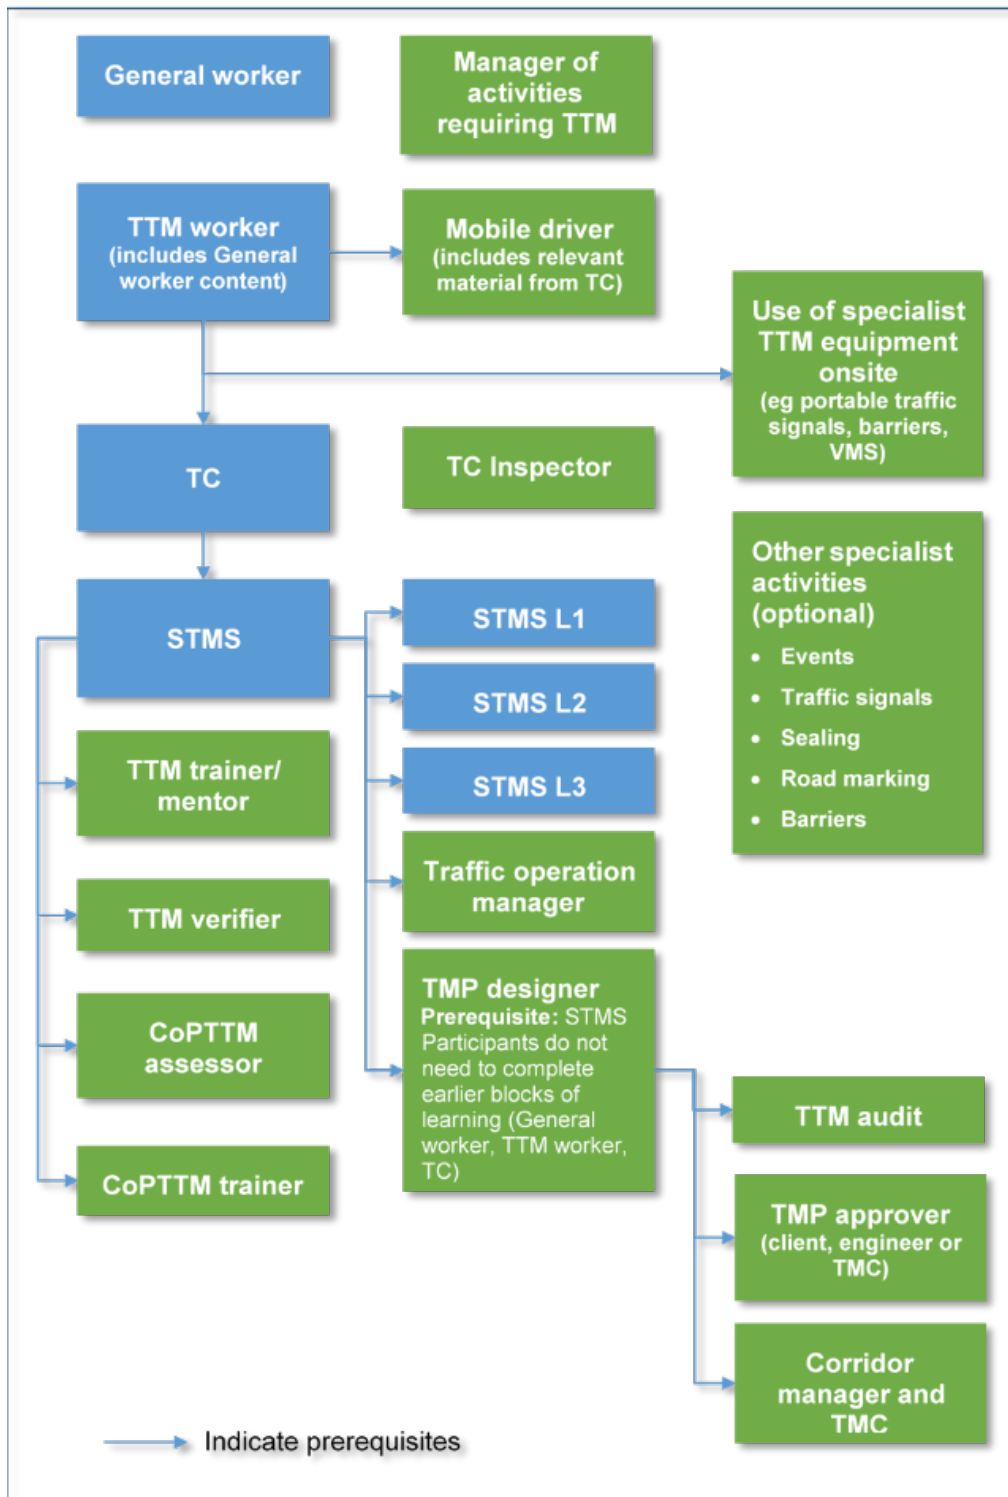 General worker
Manager of
activities
requiring TTM
TTM worker
(includes General
worker content)
Mobile driver
(includes relevant
material from TC)
Use of specialist
TTM equipment
onsite
(eg portable traffic
signals, barriers,
VMS)
TC
TC Inspector
Other specialist
activities
(optional)
• Events
• Traffic signals
• Sealing
• Road marking
• Barriers
STMS
STMS L1
STMS L2
STMS L3
TTM trainer/
mentor
Traffic operation
manager
TTM verifier
TMP designer
Prerequisite: STMS
Participants do not
need to complete
earlier blocks of
learning (General
worker, TTM worker,
TC)
CoPTTM
assessor
CoPTTM trainer
TTM audit
TMP approver
(client, engineer or
TMC)
Corridor
manager and
TMC
Indicate prerequisites